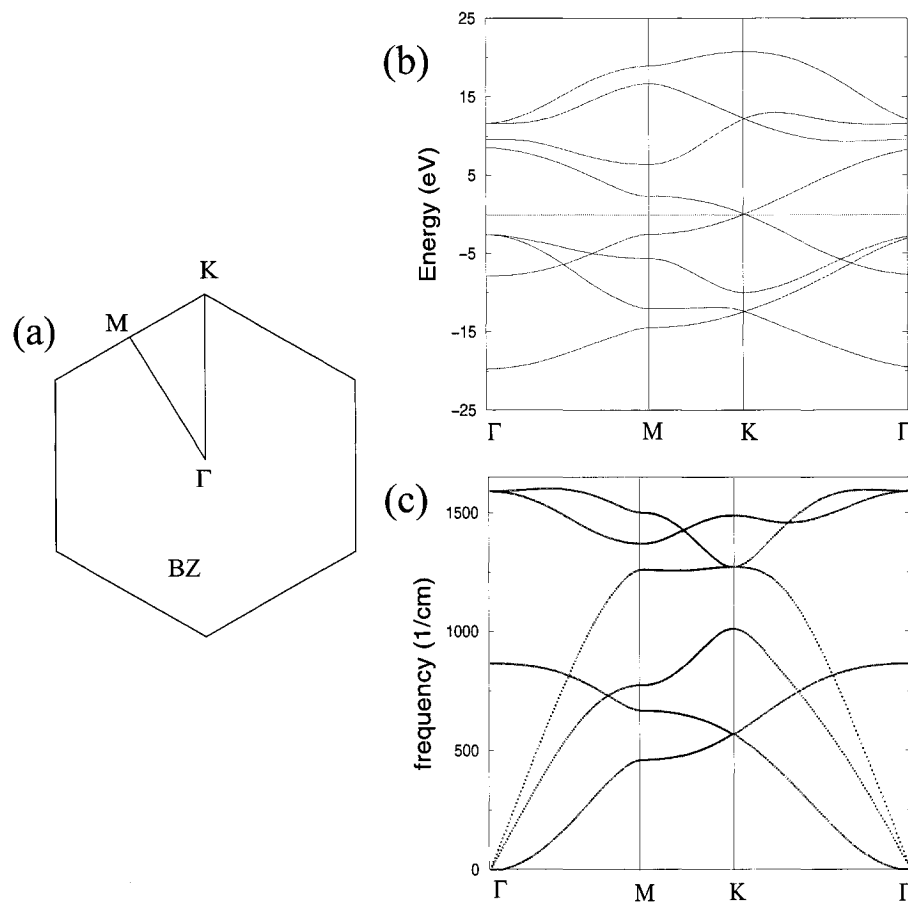 (a)
K
M
Γ
BZ
(b)
Energy (eV)
25
15
5
-5
-15
-25
Γ M K Γ
(c)
frequency (1/cm)
1500
1000
500
0
Γ M K Γ